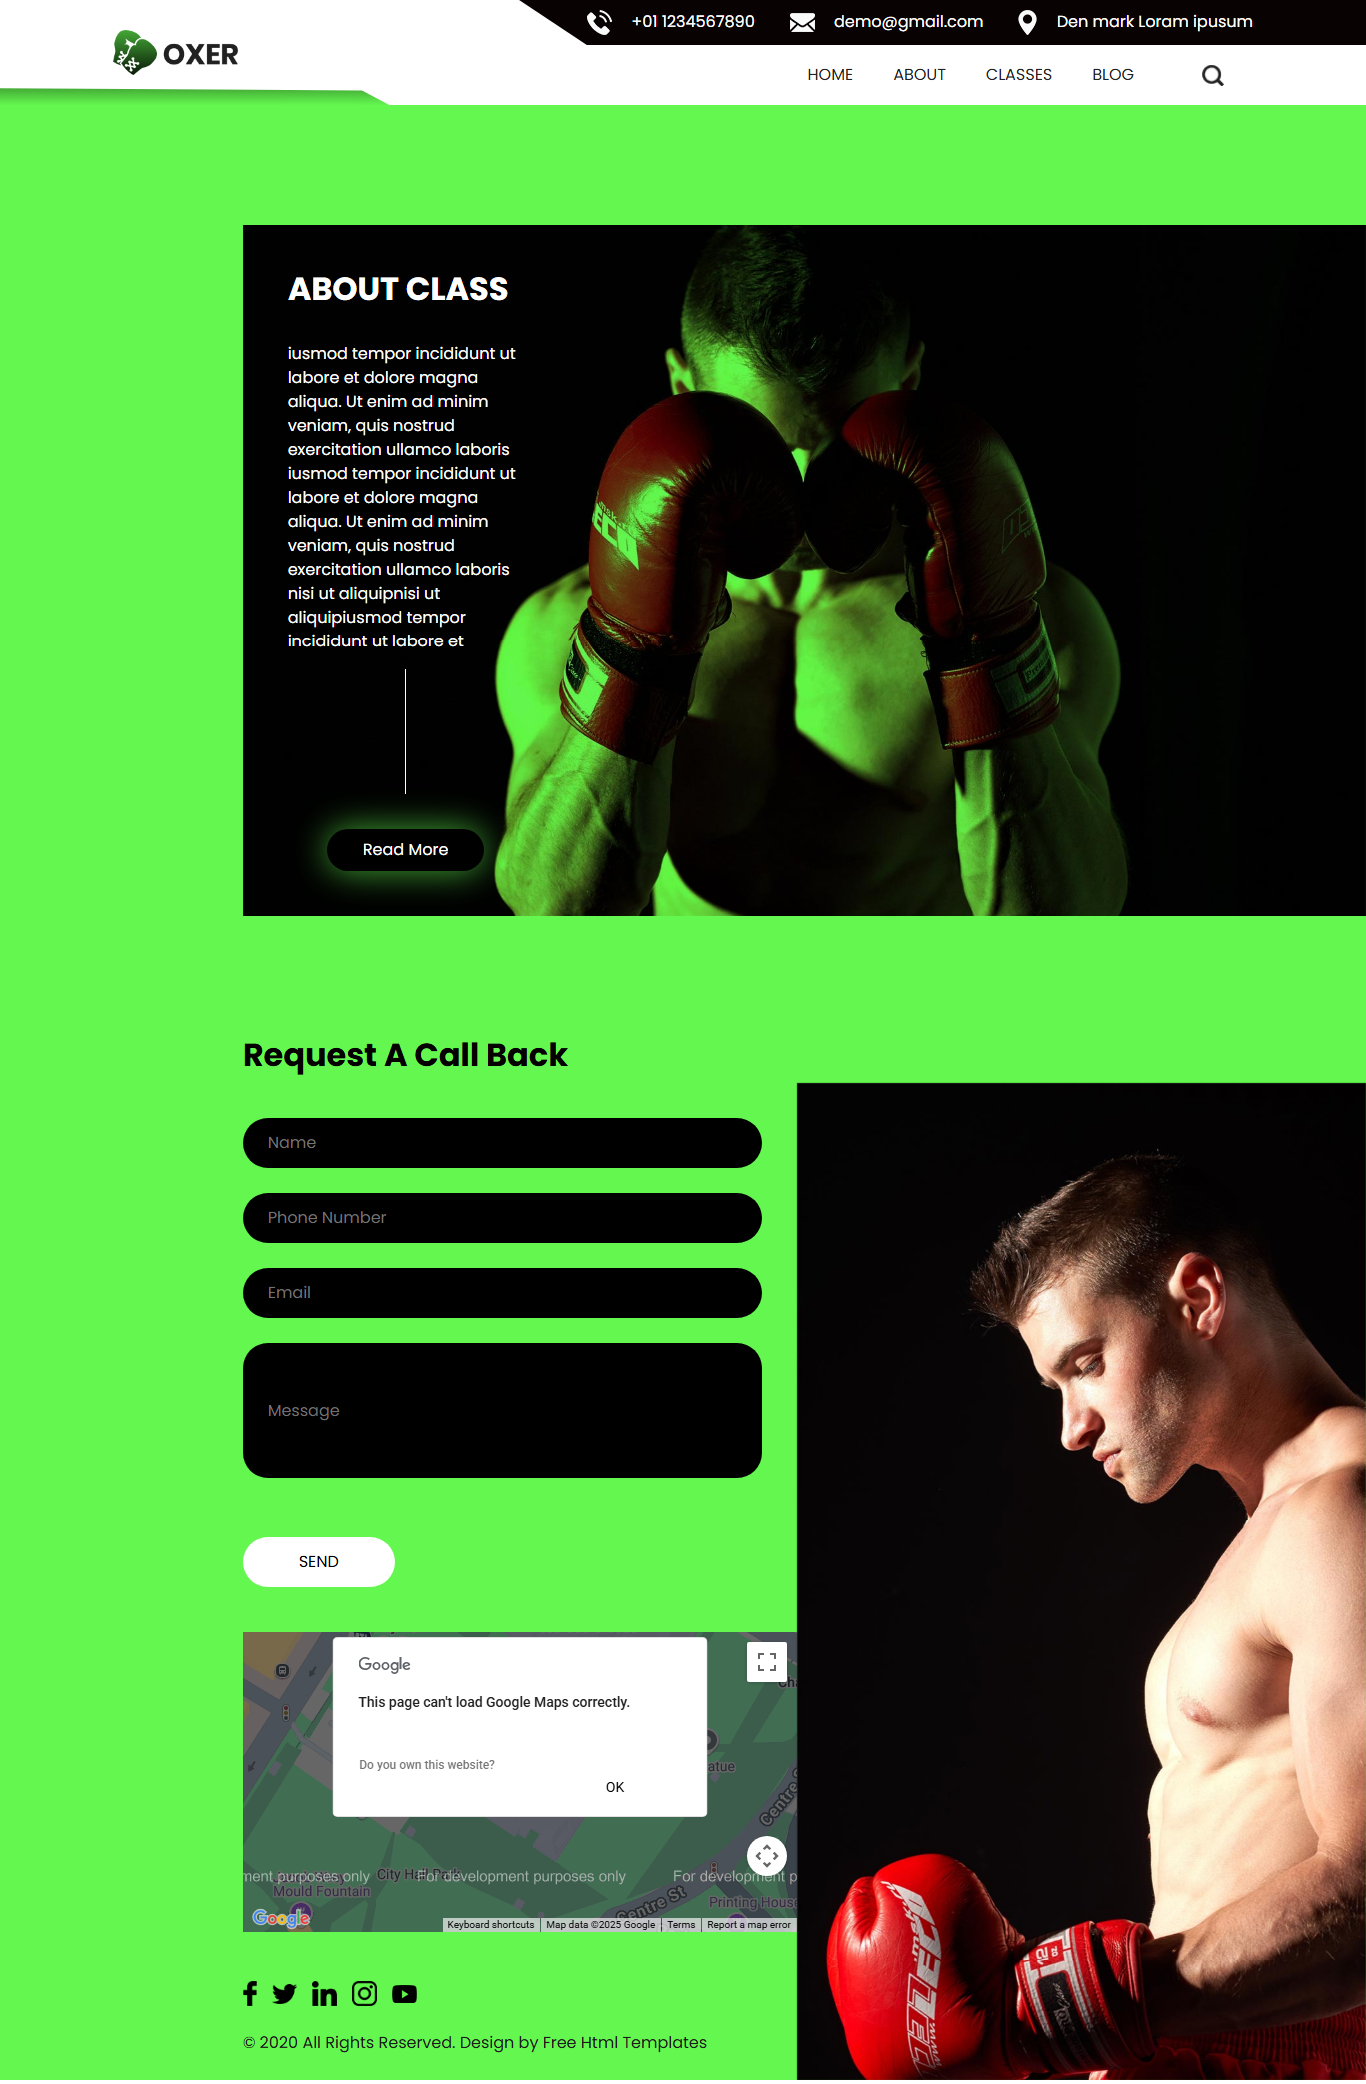 +01 1234567890
demo@gmail.com
Den mark Loram ipusum
OXER
HOME
ABOUT
CLASSES
BLOG
ABOUT CLASS
iusmod tempor incididunt ut
labore et dolore magna
aliqua. Ut enim ad minim
veniam, quis nostrud
exercitation ullamco laboris
iusmod tempor incididunt ut
labore et dolore magna
aliqua. Ut enim ad minim
veniam, quis nostrud
exercitation ullamco laboris
nisi ut aliquipnisi ut
aliquipiusmod tempor
incididunt ut labore et
Read More
Request A Call Back
Name
Phone Number
Email
Message
SEND
Google
This page can't load Google Maps correctly.
Do you own this website?
OK
atue
Centre
City Hall Park
ment purposes only
For development purposes only
For development p
Mould Fountain
Centre St
Printing House
Google
Keyboard shortcuts
Map data ©2025 Google
Terms
Report a map error
© 2020 All Rights Reserved. Design by Free Html Templates